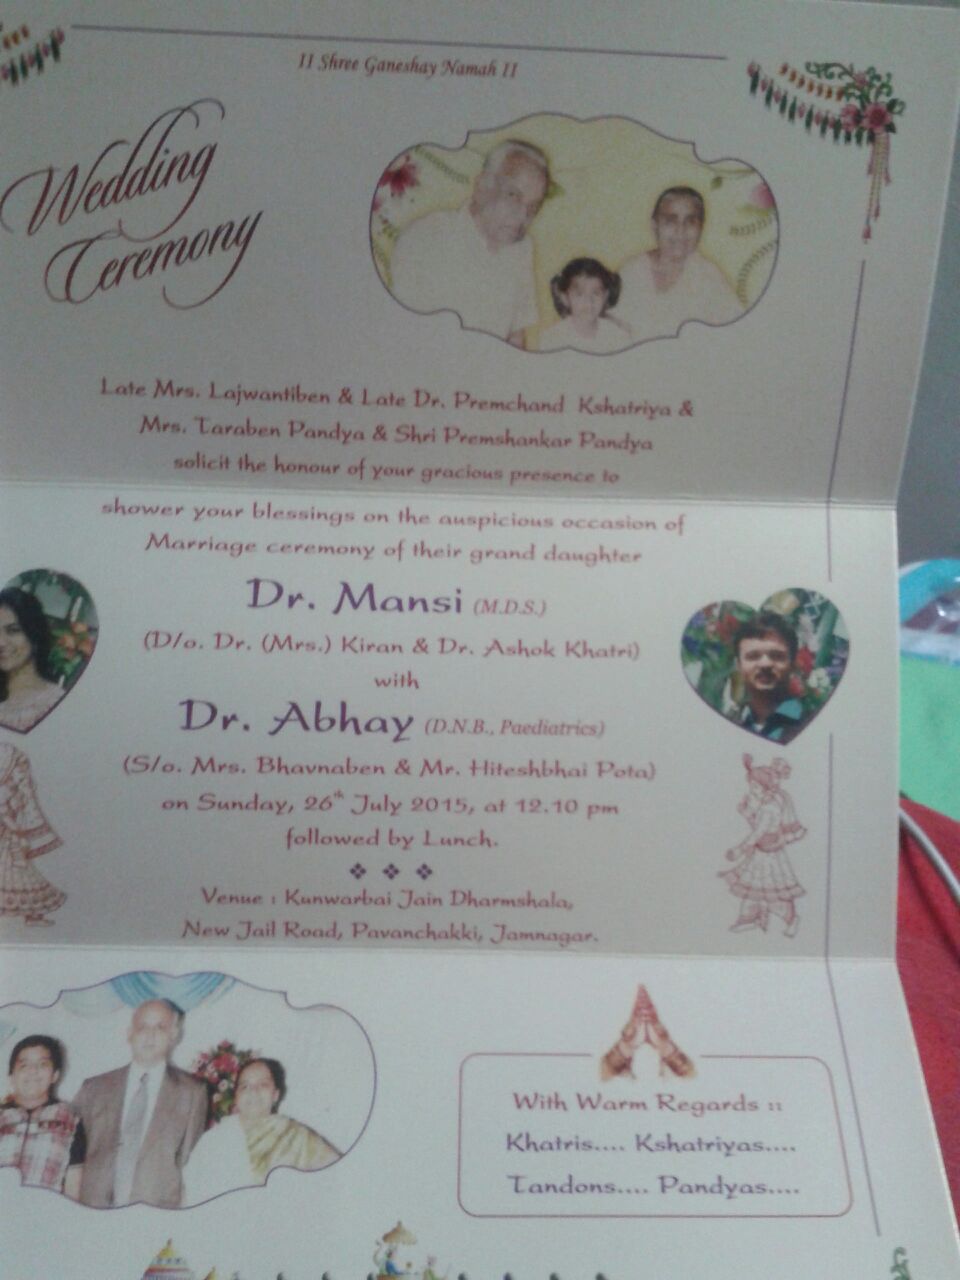 II Shree Ganeshay Namah II
Wedding
Ceremony
Late Mrs. Lajwantiben & Late Dr. Premchand Kshatriya &
Mrs. Taraben Pandya & Shri Premshankar Pandya
solicit the honour of your gracious presence to
shower your blessings on the auspicious occasion of
Marriage ceremony of their grand daughter
Dr. Mansi (M.D.S.)
(D/o. Dr. (Mrs.) Kiran & Dr. Ashok Khatri)
with
Dr. Abhay (D.N.B., Paediatrics)
(S/o. Mrs. Bhavnaben & Mr. Hiteshbhai Pota)
on Sunday, 26th July 2015, at 12.10 pm
followed by Lunch.
Venue : Kunwarbai Jain Dharmshala,
New Jail Road, Pavanchakki, Jamnagar.
With Warm Regards ::
Khatris.... Kshatriyas....
Tandons.... Pandyas....